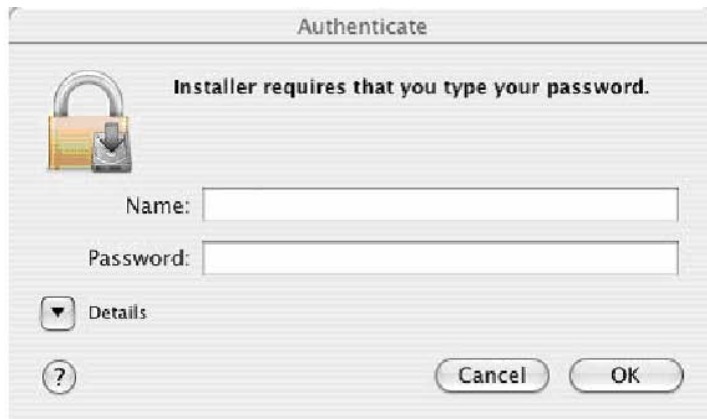 Authenticate
Installer requires that you type your password.
Name:
Password:
Details
?
Cancel
OK